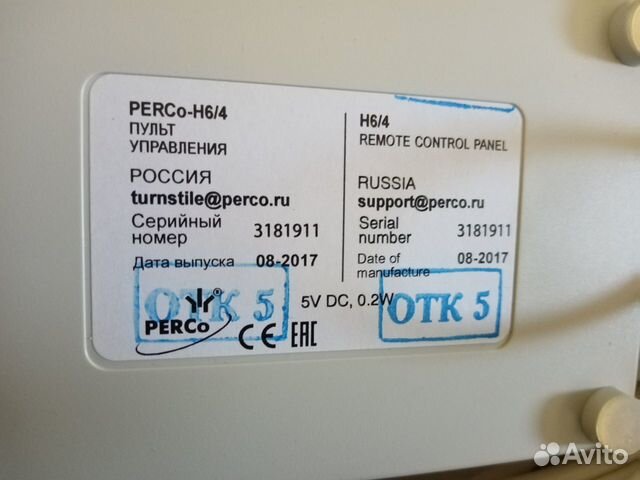 PERCo-H6/4
ПУЛЬТ
УПРАВЛЕНИЯ
РОССИЯ
turnstile@perco.ru
Серийный
номер 3181911
Дата выпуска 08-2017
H6/4
REMOTE CONTROL PANEL
RUSSIA
support@perco.ru
Serial
number 3181911
Date of
manufacture 08-2017
5V DC, 0.2W
ОТК 5
ОТК 5
PERCo®
CE EAC
Avito